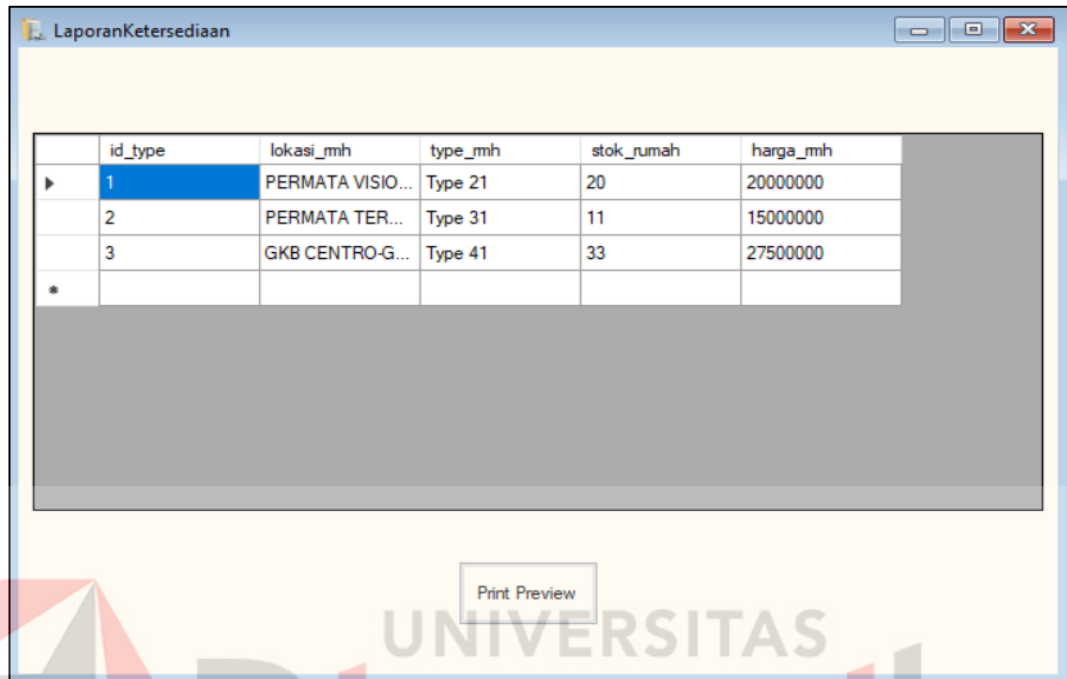 LaporanKetersediaan
id_type lokasi_rmh type_rmh stok_rumah harga_rmh
1 PERMATA VISIO... Type 21 20 20000000
2 PERMATA TER... Type 31 11 15000000
3 GKB CENTRO-G... Type 41 33 27500000
Print Preview
UNIVERSITAS